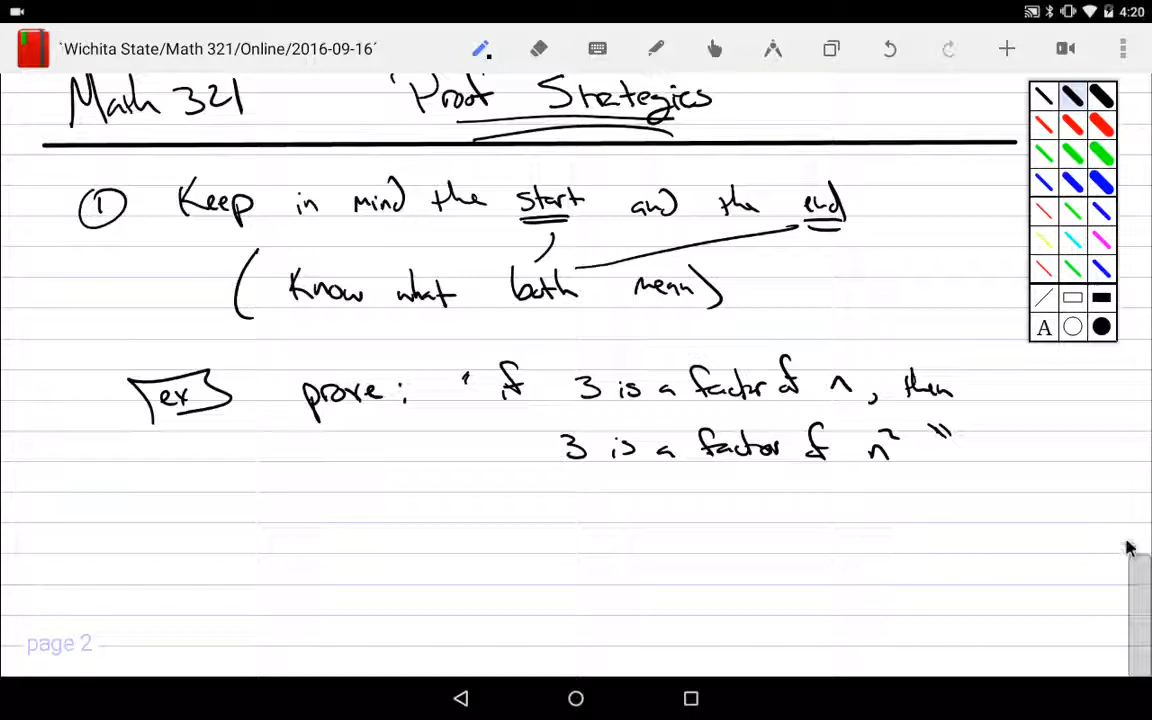 4:20
`Wichita State/Math 321/Online/2016-09-16´
Math 321 Proof Strategies
① Keep in mind the start and the end
(Know what both mean)
ex prove: "if 3 is a factor of n, then
3 is a factor of n²"
A
page 2